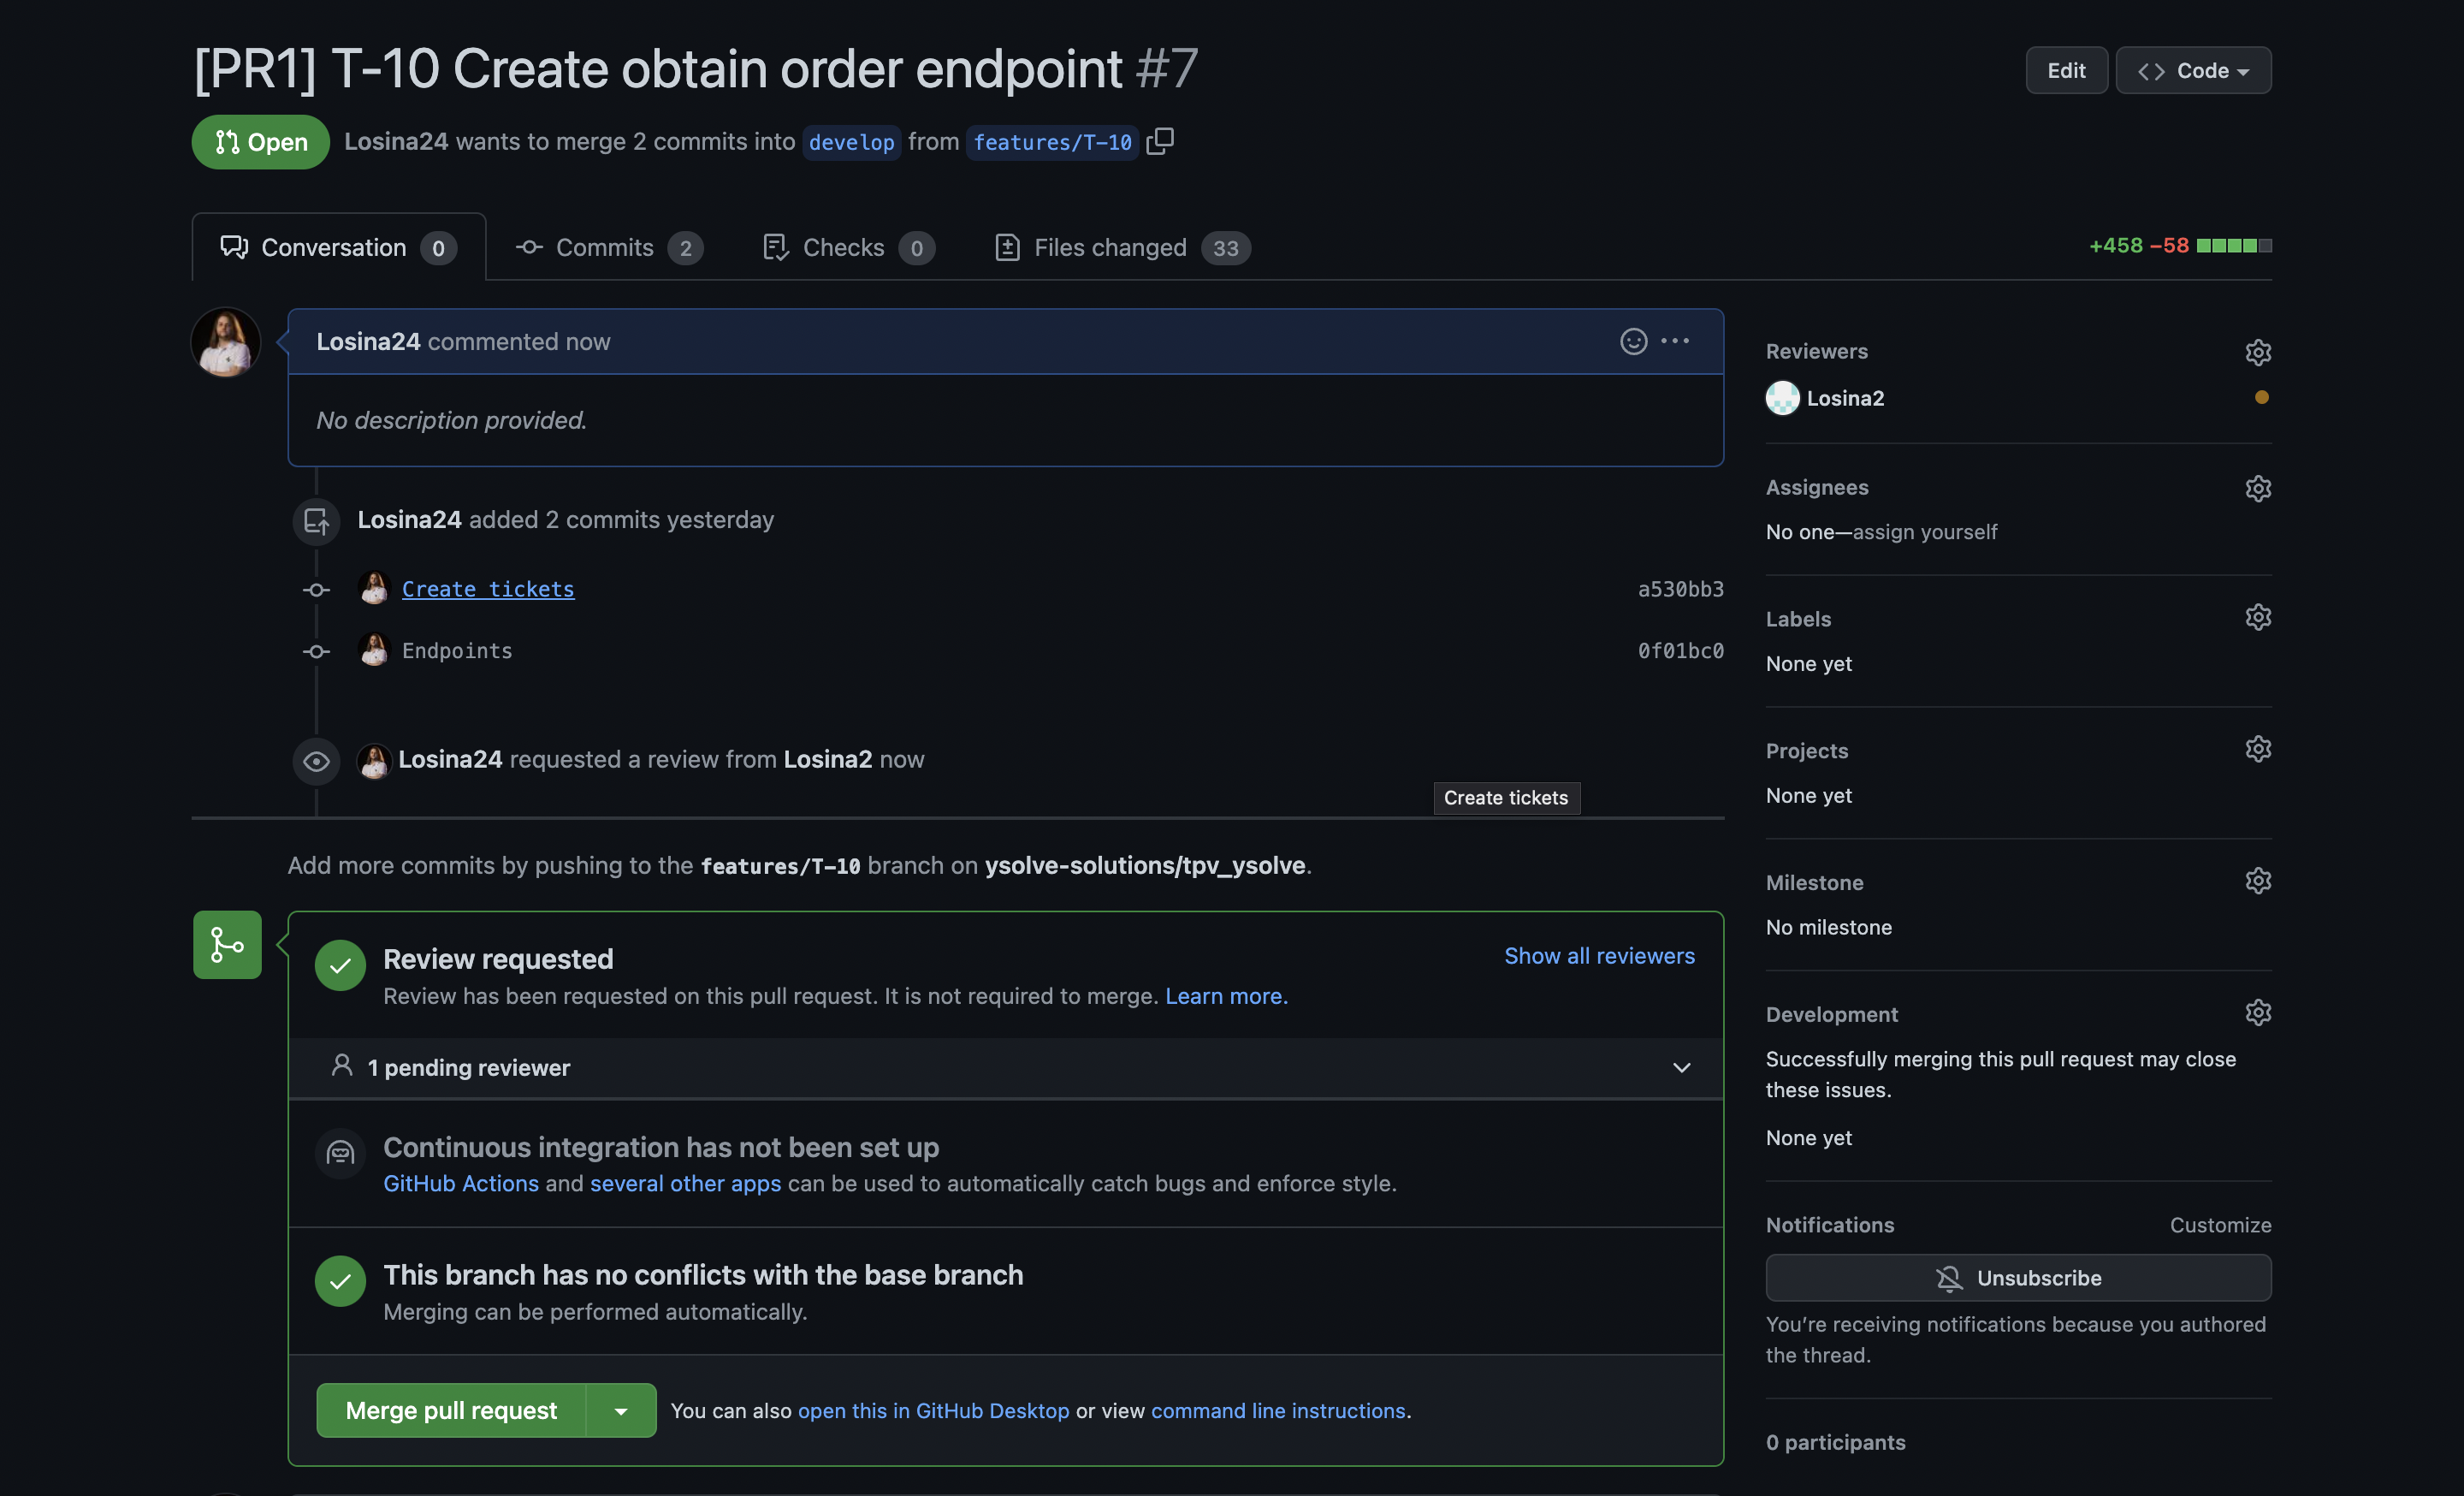 [PR1] T-10 Create obtain order endpoint #7
Edit
Code
Open
Losina24 wants to merge 2 commits into develop from features/T-10
Conversation 0
Commits 2
Checks 0
Files changed 33
+458 −58
Losina24 commented now
No description provided.
Losina24 added 2 commits yesterday
Create tickets a530bb3
Endpoints 0f01bc0
Losina24 requested a review from Losina2 now
Create tickets
Add more commits by pushing to the features/T-10 branch on ysolve-solutions/tpv_ysolve.
Review requested
Show all reviewers
Review has been requested on this pull request. It is not required to merge. Learn more.
1 pending reviewer
Continuous integration has not been set up
GitHub Actions and several other apps can be used to automatically catch bugs and enforce style.
This branch has no conflicts with the base branch
Merging can be performed automatically.
Merge pull request
You can also open this in GitHub Desktop or view command line instructions.
Reviewers
Losina2
Assignees
No one—assign yourself
Labels
None yet
Projects
None yet
Milestone
No milestone
Development
Successfully merging this pull request may close
these issues.
None yet
Notifications
Customize
Unsubscribe
You’re receiving notifications because you authored
the thread.
0 participants